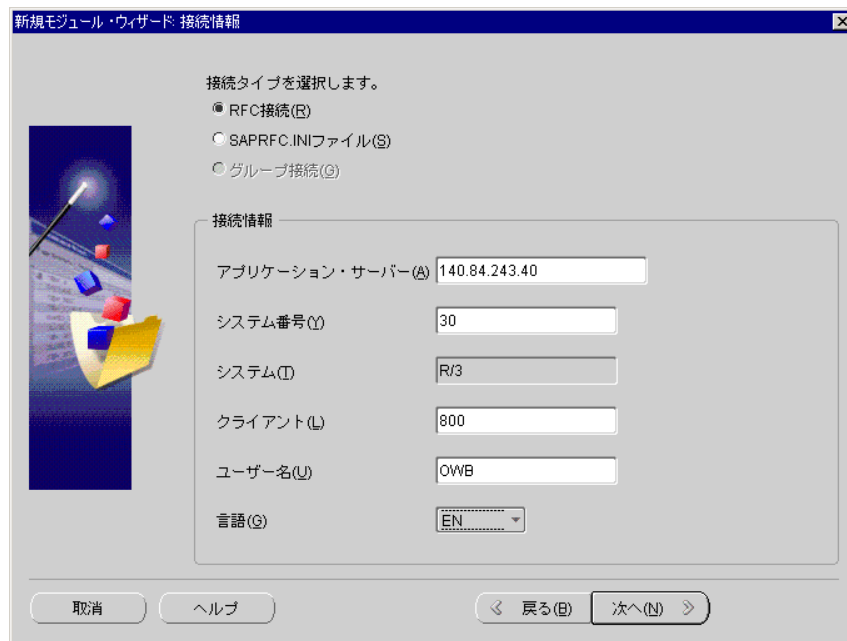 新規モジュール・ウィザード: 接続情報
接続タイプを選択します。
RFC接続(R)
SAPRFC.INIファイル(S)
グループ接続(G)
接続情報
アプリケーション・サーバー(A) 140.84.243.40
システム番号(Y) 30
システム(T) R/3
クライアント(L) 800
ユーザー名(U) OWB
言語(G) EN
取消 ヘルプ 戻る(B) 次へ(N)